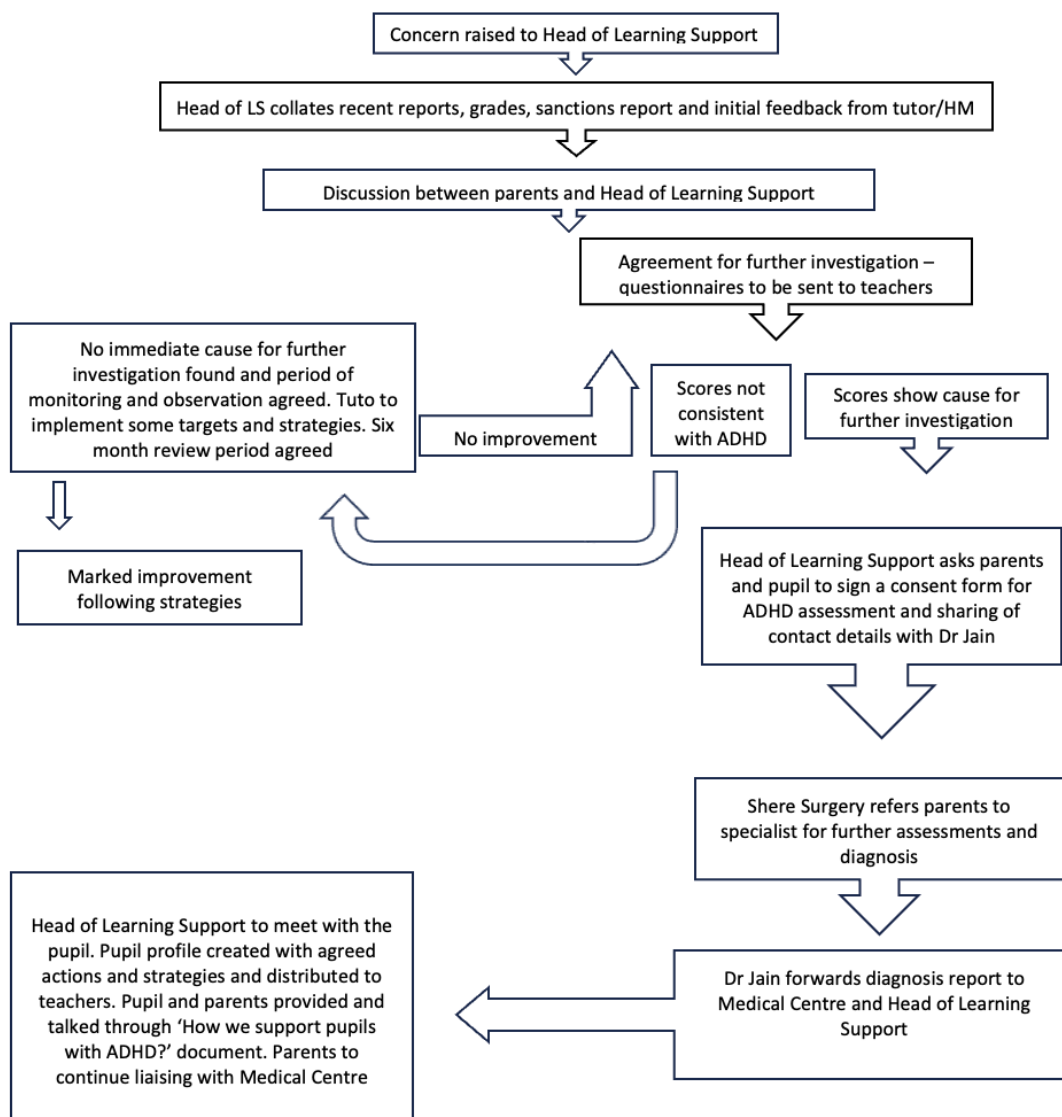 Concern raised to Head of Learning Support
Head of LS collates recent reports, grades, sanctions report and initial feedback from tutor/HM
Discussion between parents and Head of Learning Support
Agreement for further investigation –
questionnaires to be sent to teachers
No immediate cause for further
investigation found and period of
monitoring and observation agreed. Tuto to
implement some targets and strategies. Six
month review period agreed
No improvement
Scores not
consistent
with ADHD
Scores show cause for
further investigation
Marked improvement
following strategies
Head of Learning Support asks parents
and pupil to sign a consent form for
ADHD assessment and sharing of
contact details with Dr Jain
Shere Surgery refers parents to
specialist for further assessments and
diagnosis
Dr Jain forwards diagnosis report to
Medical Centre and Head of Learning
Support
Head of Learning Support to meet with the
pupil. Pupil profile created with agreed
actions and strategies and distributed to
teachers. Pupil and parents provided and
talked through ‘How we support pupils
with ADHD?’ document. Parents to
continue liaising with Medical Centre